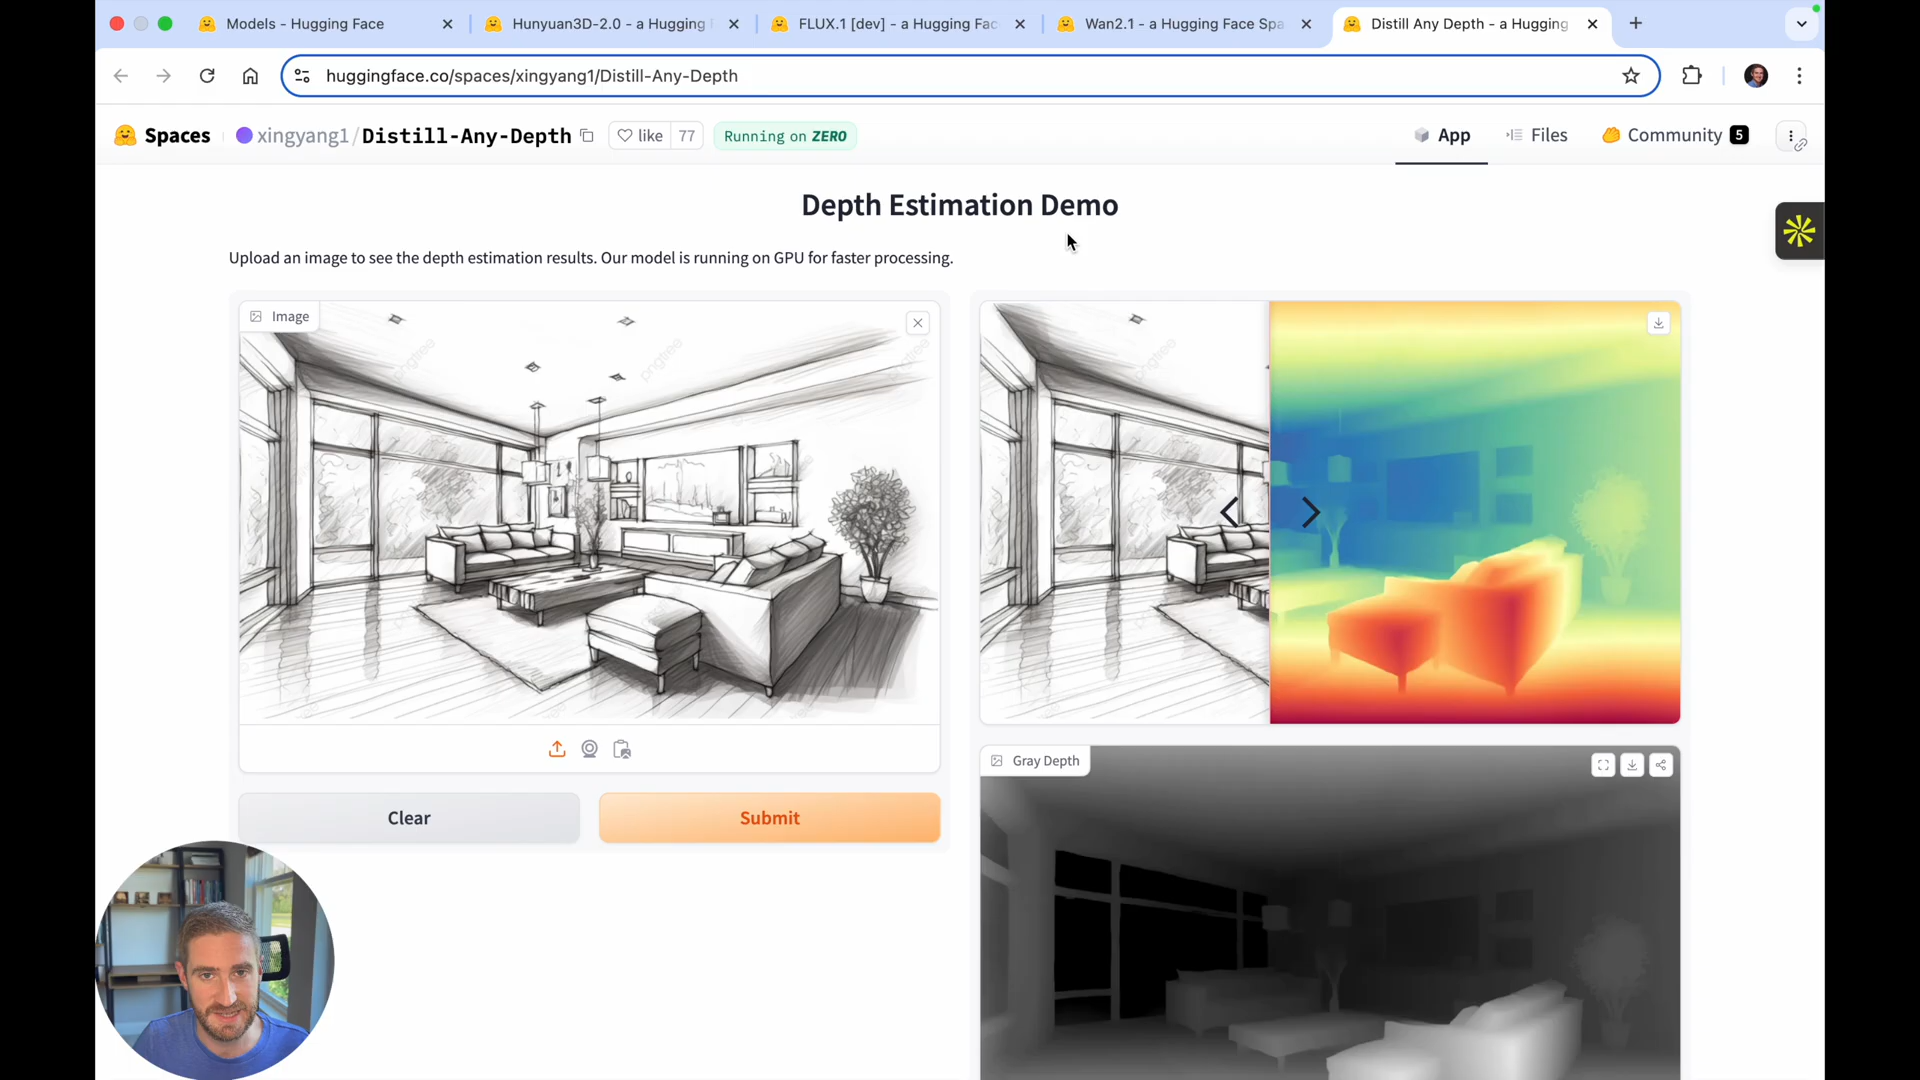 Models - Hugging Face
Hunyuan3D-2.0 - a Hugging F
FLUX.1 [dev] - a Hugging Fac
Wan2.1 - a Hugging Face Spa
Distill Any Depth - a Hugging
huggingface.co/spaces/xingyang1/Distill-Any-Depth
Spaces
xingyang1/Distill-Any-Depth
like 77
Running on ZERO
App
Files
Community 5
Depth Estimation Demo
Upload an image to see the depth estimation results. Our model is running on GPU for faster processing.
Image
pngtree
pngtree
pngtree
Gray Depth
Clear
Submit